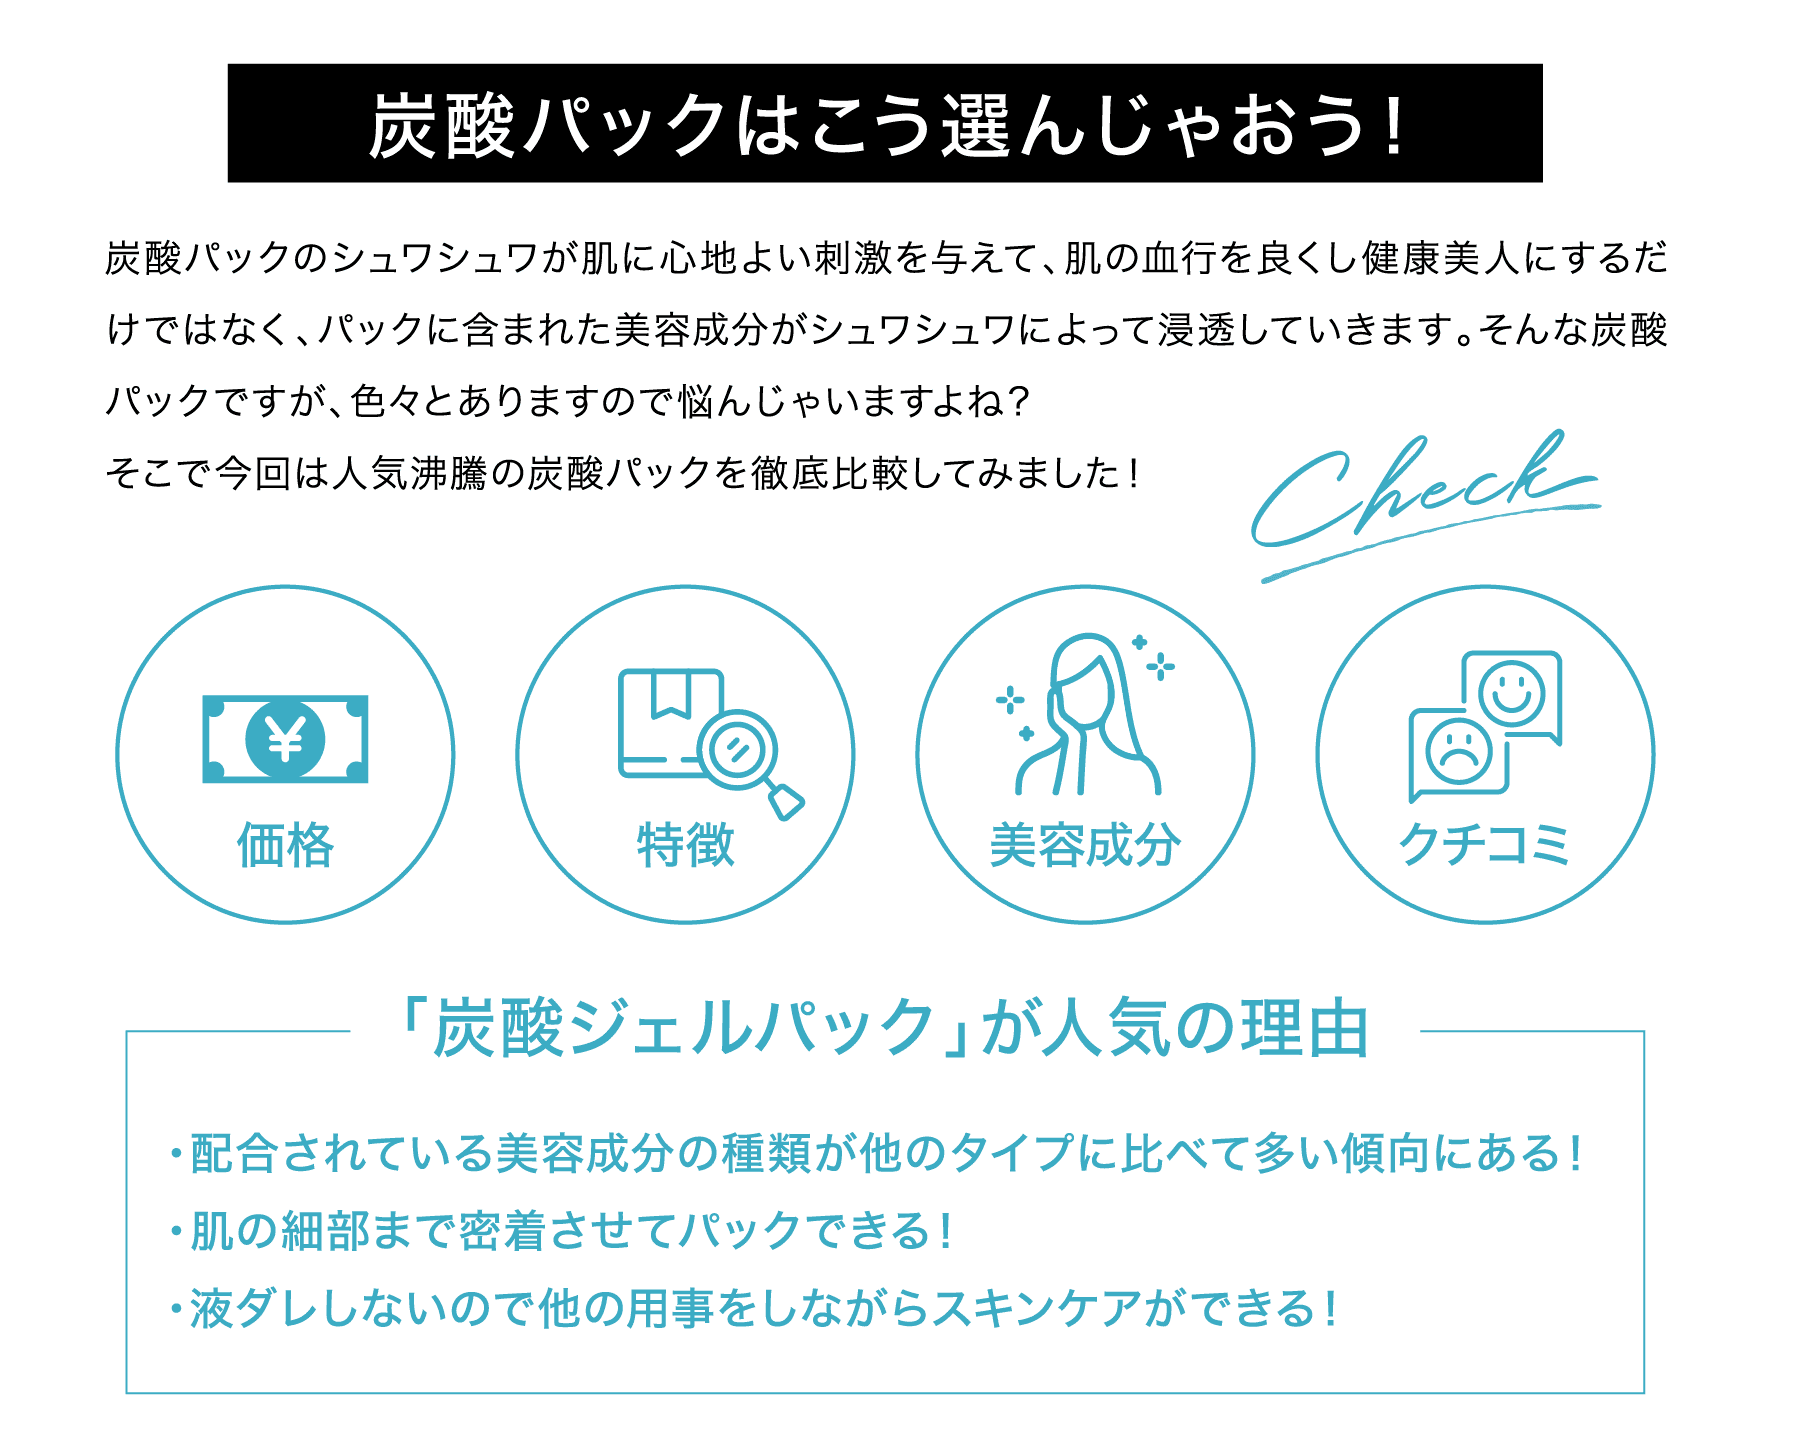 炭酸パックはこう選んじゃおう！
炭酸パックのシュワシュワが肌に心地よい刺激を与えて、肌の血行を良くし健康美人にするだ
けではなく、パックに含まれた美容成分がシュワシュワによって浸透していきます。そんな炭酸
パックですが、色々とありますので悩んじゃいますよね？
そこで今回は人気沸騰の炭酸パックを徹底比較してみました！
Check
¥
価格
特徴
美容成分
クチコミ
「炭酸ジェルパック」が人気の理由
・配合されている美容成分の種類が他のタイプに比べて多い傾向にある！
・肌の細部まで密着させてパックできる！
・液ダレしないので他の用事をしながらスキンケアができる！